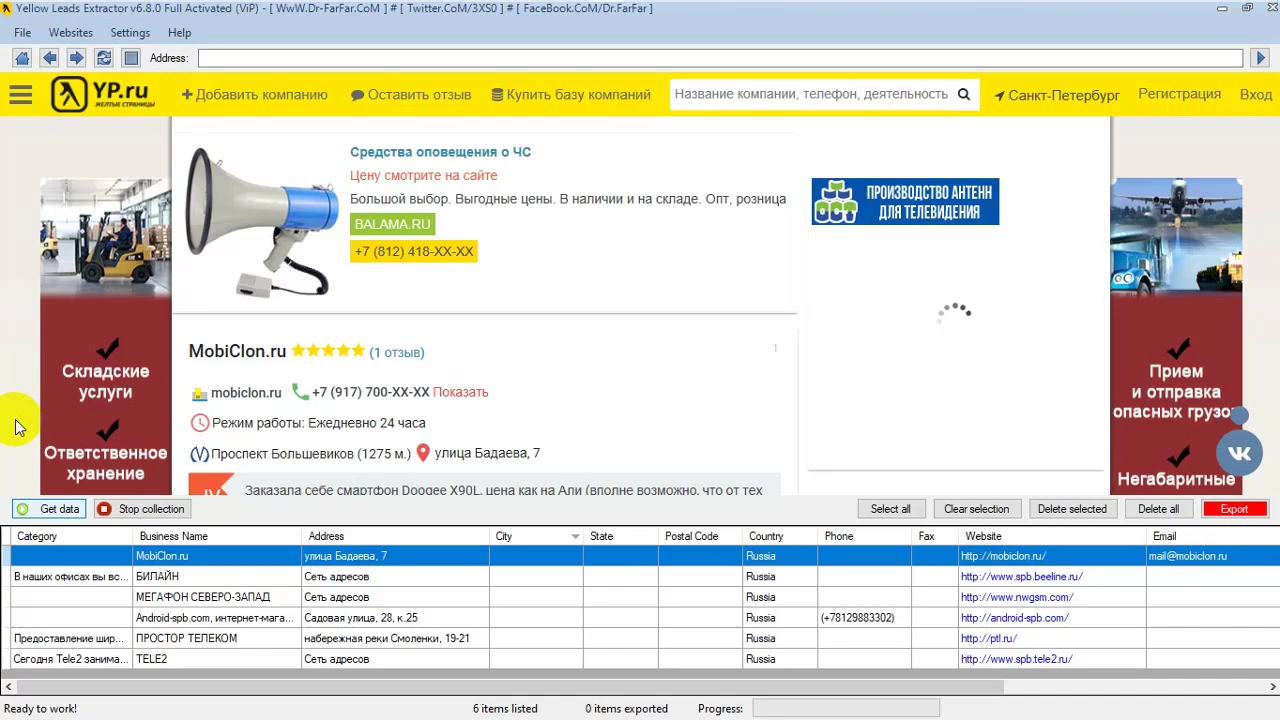 Yellow Leads Extractor v6.8.0 Full Activated (ViP) - [ WwW.Dr-FarFar.CoM ] # [ Twitter.CoM/3XS0 ] # [ FaceBook.CoM/Dr.FarFar ]
File Websites Settings Help
Address:
YP.ru
ЖЕЛТЫЕ СТРАНИЦЫ
Добавить компанию Оставить отзыв Купить базу компаний Название компании, телефон, деятельность Санкт-Петербург Регистрация Вход
Средства оповещения о ЧС
Цену смотрите на сайте
Большой выбор. Выгодные цены. В наличии и на складе. Опт, розница
BALAMA.RU
+7 (812) 418-XX-XX
ОСТ
ПРОИЗВОДСТВО АНТЕНН
ДЛЯ ТЕЛЕВИДЕНИЯ
MobiClon.ru (1 отзыв) 1
mobiclon.ru +7 (917) 700-XX-XX Показать
Режим работы: Ежедневно 24 часа
Проспект Большевиков (1275 м.) улица Бадаева, 7
Заказала себе смартфон Doogee X90L, цена как на Али (вполне возможно, что от тех
Складские
услуги
Ответственное
хранение
Прием
и отправка
опасных грузо
Негабаритные
Get data Stop collection Select all Clear selection Delete selected Delete all Export
Category Business Name Address City State Postal Code Country Phone Fax Website Email
MobiClon.ru улица Бадаева, 7 Russia http://mobiclon.ru/ mail@mobiclon.ru
В наших офисах вы вс... БИЛАЙН Сеть адресов Russia http://www.spb.beeline.ru/
МЕГАФОН СЕВЕРО-ЗАПАД Сеть адресов Russia http://www.nwgsm.com/
Android-spb.com, интернет-мага... Садовая улица, 28, к.25 Russia (+78129883302) http://android-spb.com/
Предоставление шир... ПРОСТОР ТЕЛЕКОМ набережная реки Смоленки, 19-21 Russia http://ptl.ru/
Сегодня Tele2 занима... TELE2 Сеть адресов Russia http://www.spb.tele2.ru/
Ready to work! 6 items listed 0 items exported Progress: